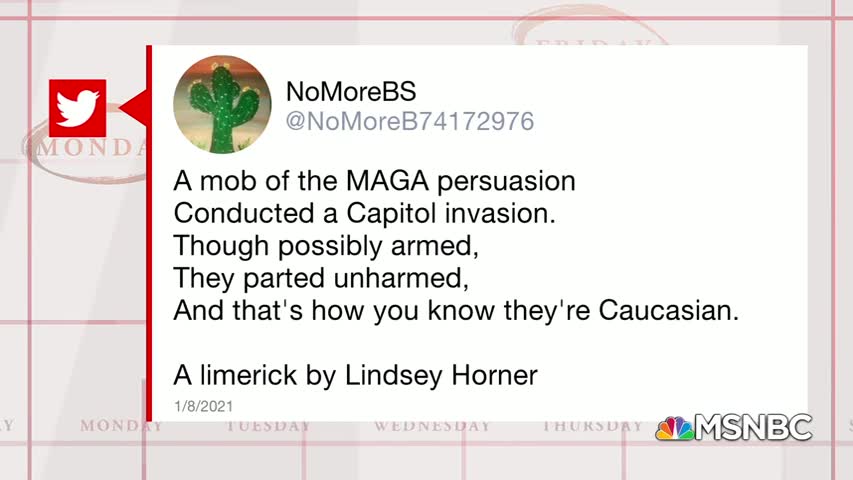 FRIDAY
MONDA
NoMoreBS
@NoMoreB74172976
A mob of the MAGA persuasion
Conducted a Capitol invasion.
Though possibly armed,
They parted unharmed,
And that's how you know they're Caucasian.
A limerick by Lindsey Horner
1/8/2021
AY MONDAY TUESDAY WEDNESDAY THURSDAY S
MSNBC